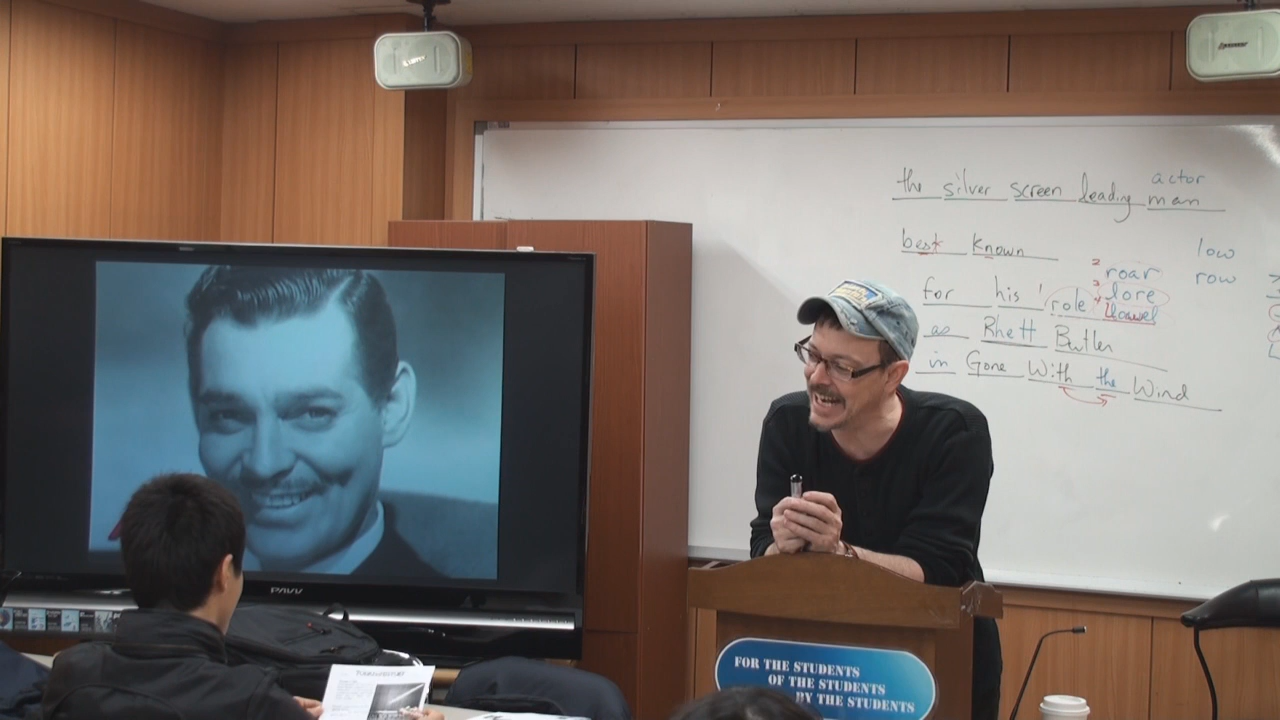 the silver screen leading actor man
best known
low
roar
row
for his role
lore
as Rhett Butler
in Gone With the Wind
PAVV
FOR THE STUDENTS
OF THE STUDENTS
BY THE STUDENTS